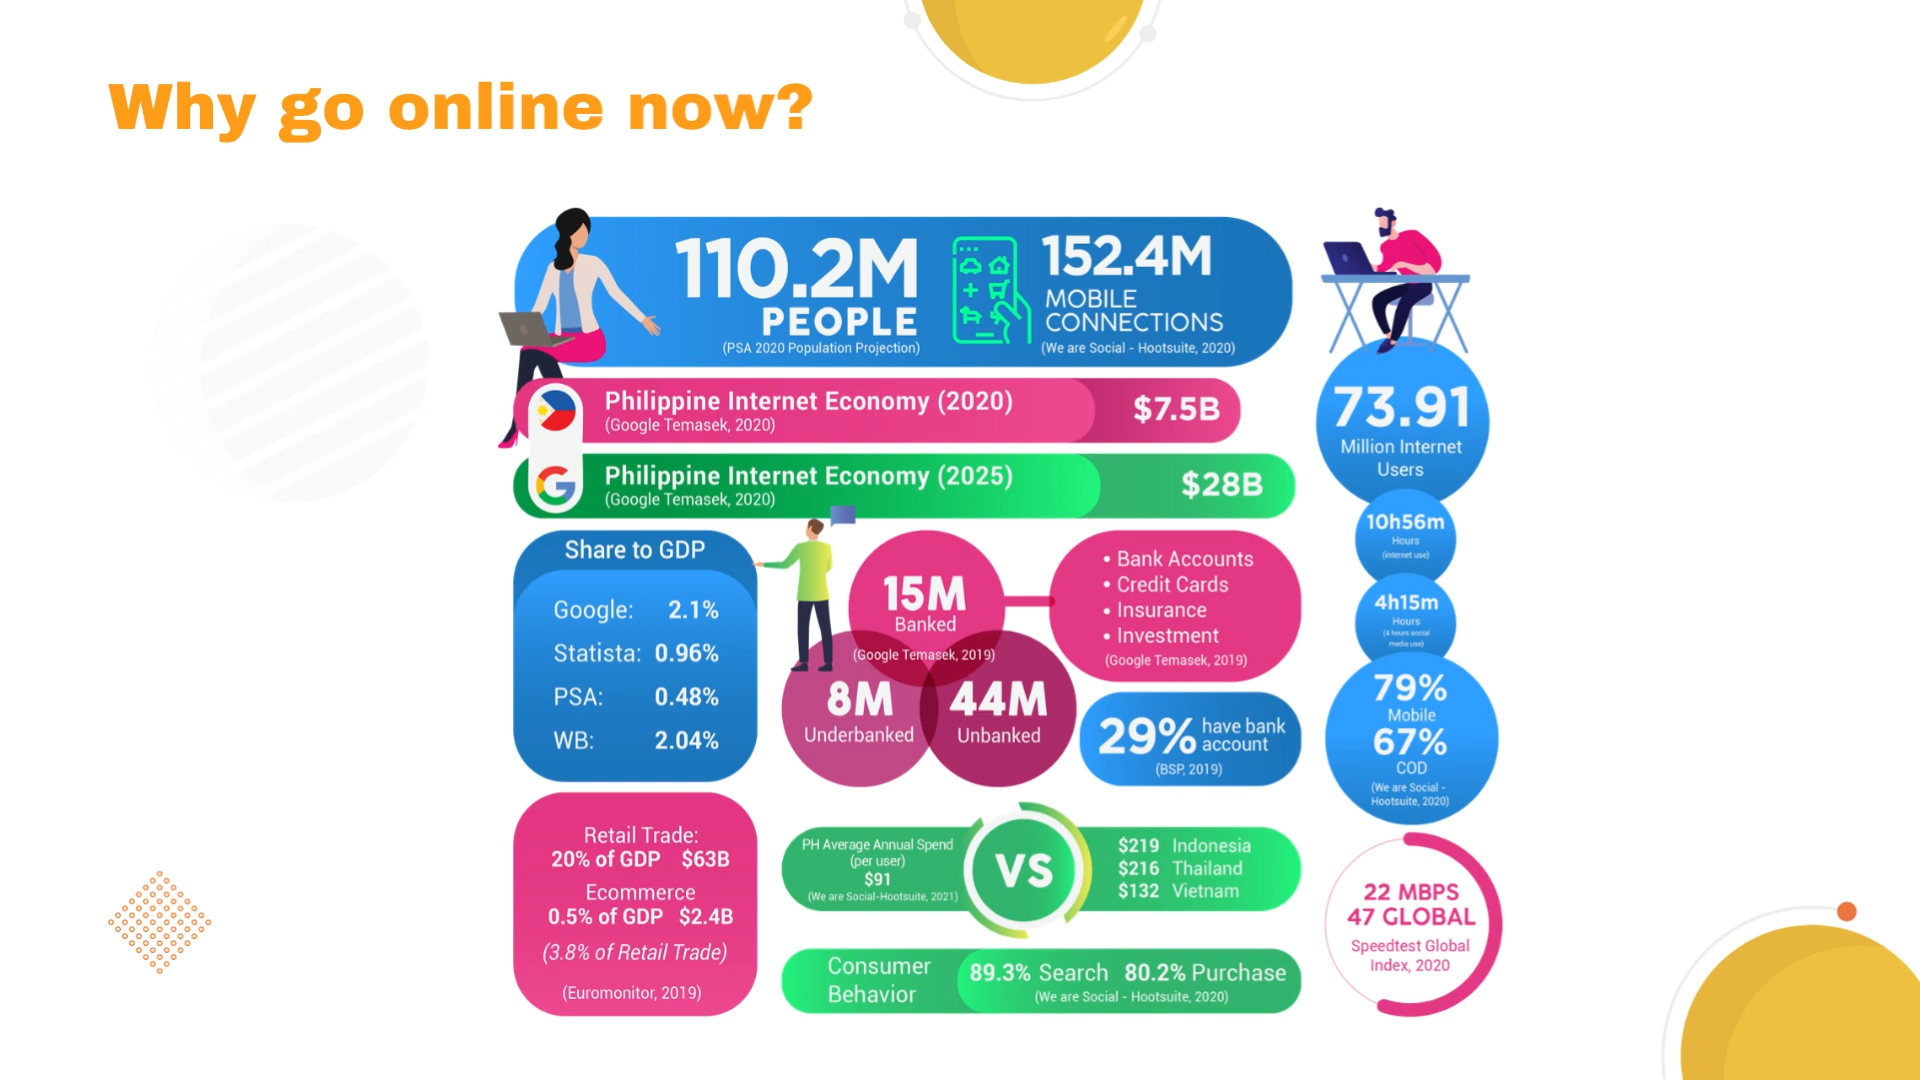 Why go online now?
110.2M
PEOPLE
(PSA 2020 Population Projection)
152.4M
MOBILE
CONNECTIONS
(We are Social - Hootsuite, 2020)
Philippine Internet Economy (2020)
(Google Temasek, 2020)
$7.5B
Philippine Internet Economy (2025)
(Google Temasek, 2020)
$28B
Share to GDP
Google: 2.1%
Statista: 0.96%
PSA: 0.48%
WB: 2.04%
15M
Banked
(Google Temasek, 2019)
8M
Underbanked
44M
Unbanked
• Bank Accounts
• Credit Cards
• Insurance
• Investment
(Google Temasek, 2019)
29% have bank
account
(BSP, 2019)
Retail Trade:
20% of GDP $63B
Ecommerce
0.5% of GDP $2.4B
(3.8% of Retail Trade)
(Euromonitor, 2019)
PH Average Annual Spend
(per user)
$91
(We are Social-Hootsuite, 2021)
VS
$219 Indonesia
$216 Thailand
$132 Vietnam
Consumer
Behavior
89.3% Search 80.2% Purchase
(We are Social - Hootsuite, 2020)
73.91
Million Internet
Users
10h56m
Hours
(internet use)
4h15m
Hours
(4 hours social
media use)
79%
Mobile
67%
COD
(We are Social -
Hootsuite, 2020)
22 MBPS
47 GLOBAL
Speedtest Global
Index, 2020